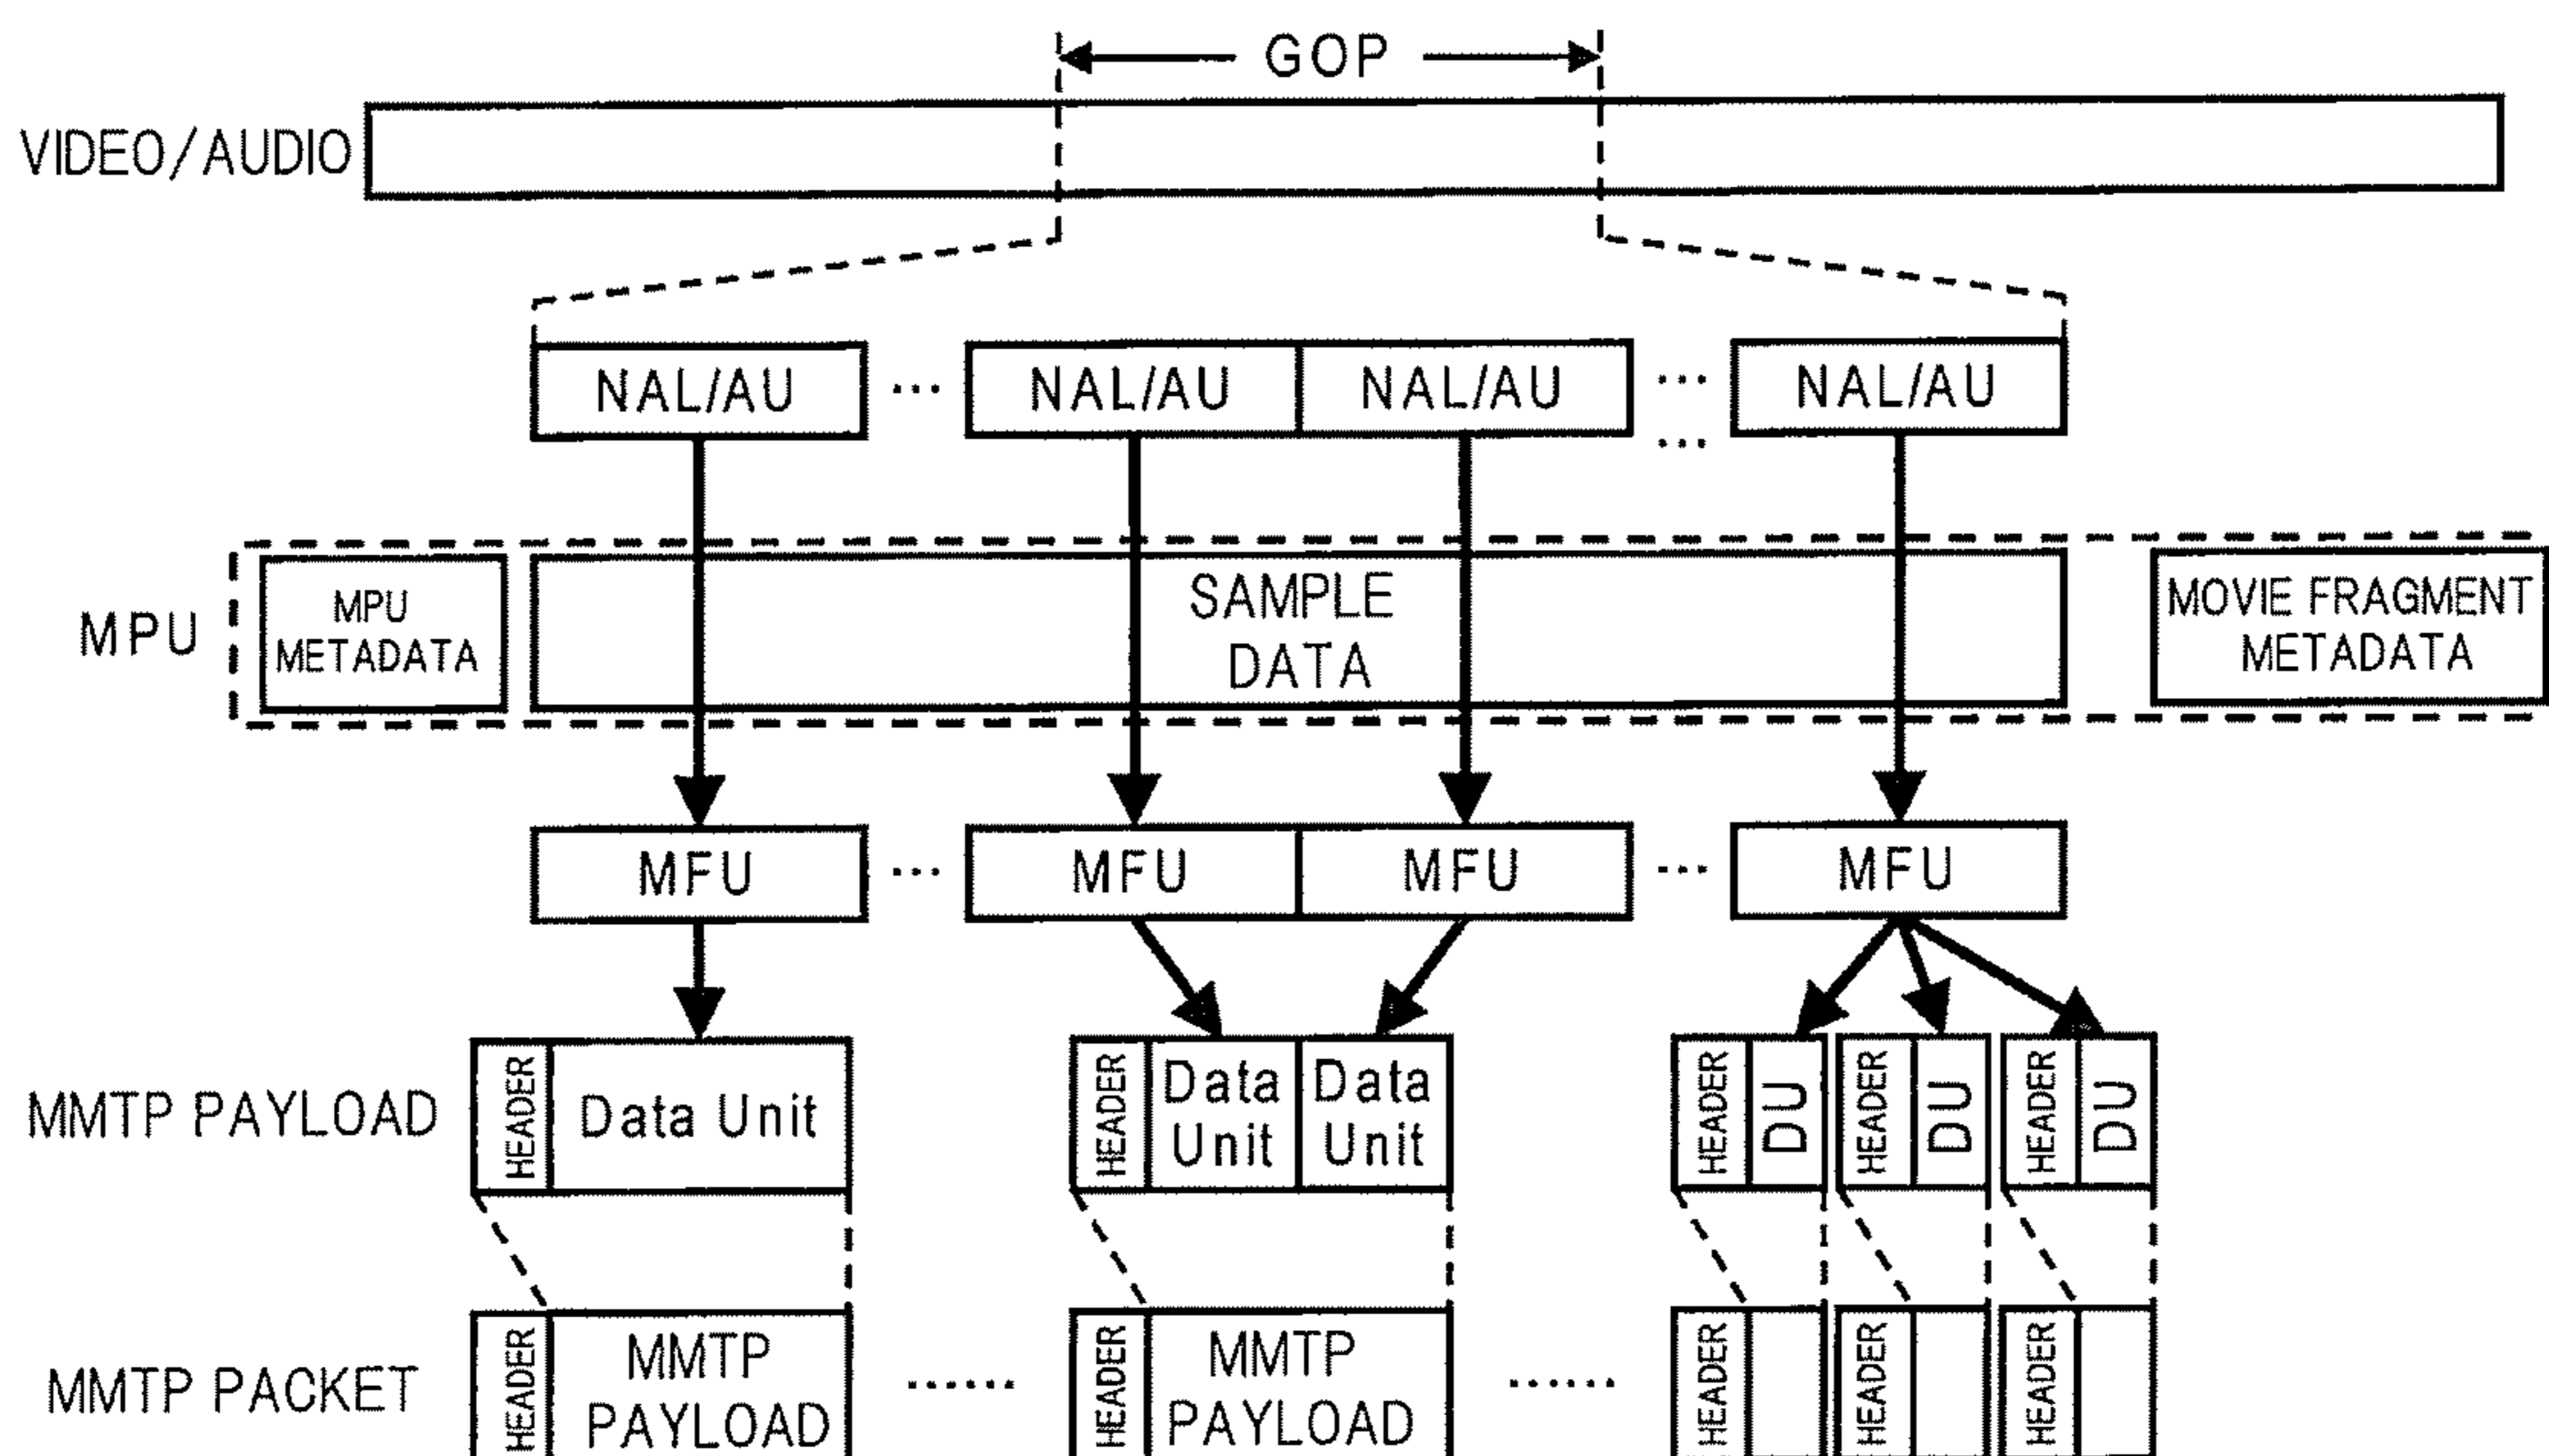 GOP
VIDEO/AUDIO
NAL/AU ... NAL/AU NAL/AU ... NAL/AU
...
MPU
MPU
METADATA
SAMPLE
DATA
MOVIE FRAGMENT
METADATA
MFU ... MFU MFU ... MFU
MMTP PAYLOAD
HEADER
Data Unit
HEADER
Data
Unit
Data
Unit
HEADER
DU
HEADER
DU
HEADER
DU
MMTP PACKET
HEADER
MMTP
PAYLOAD
......
HEADER
MMTP
PAYLOAD
......
HEADER
HEADER
HEADER